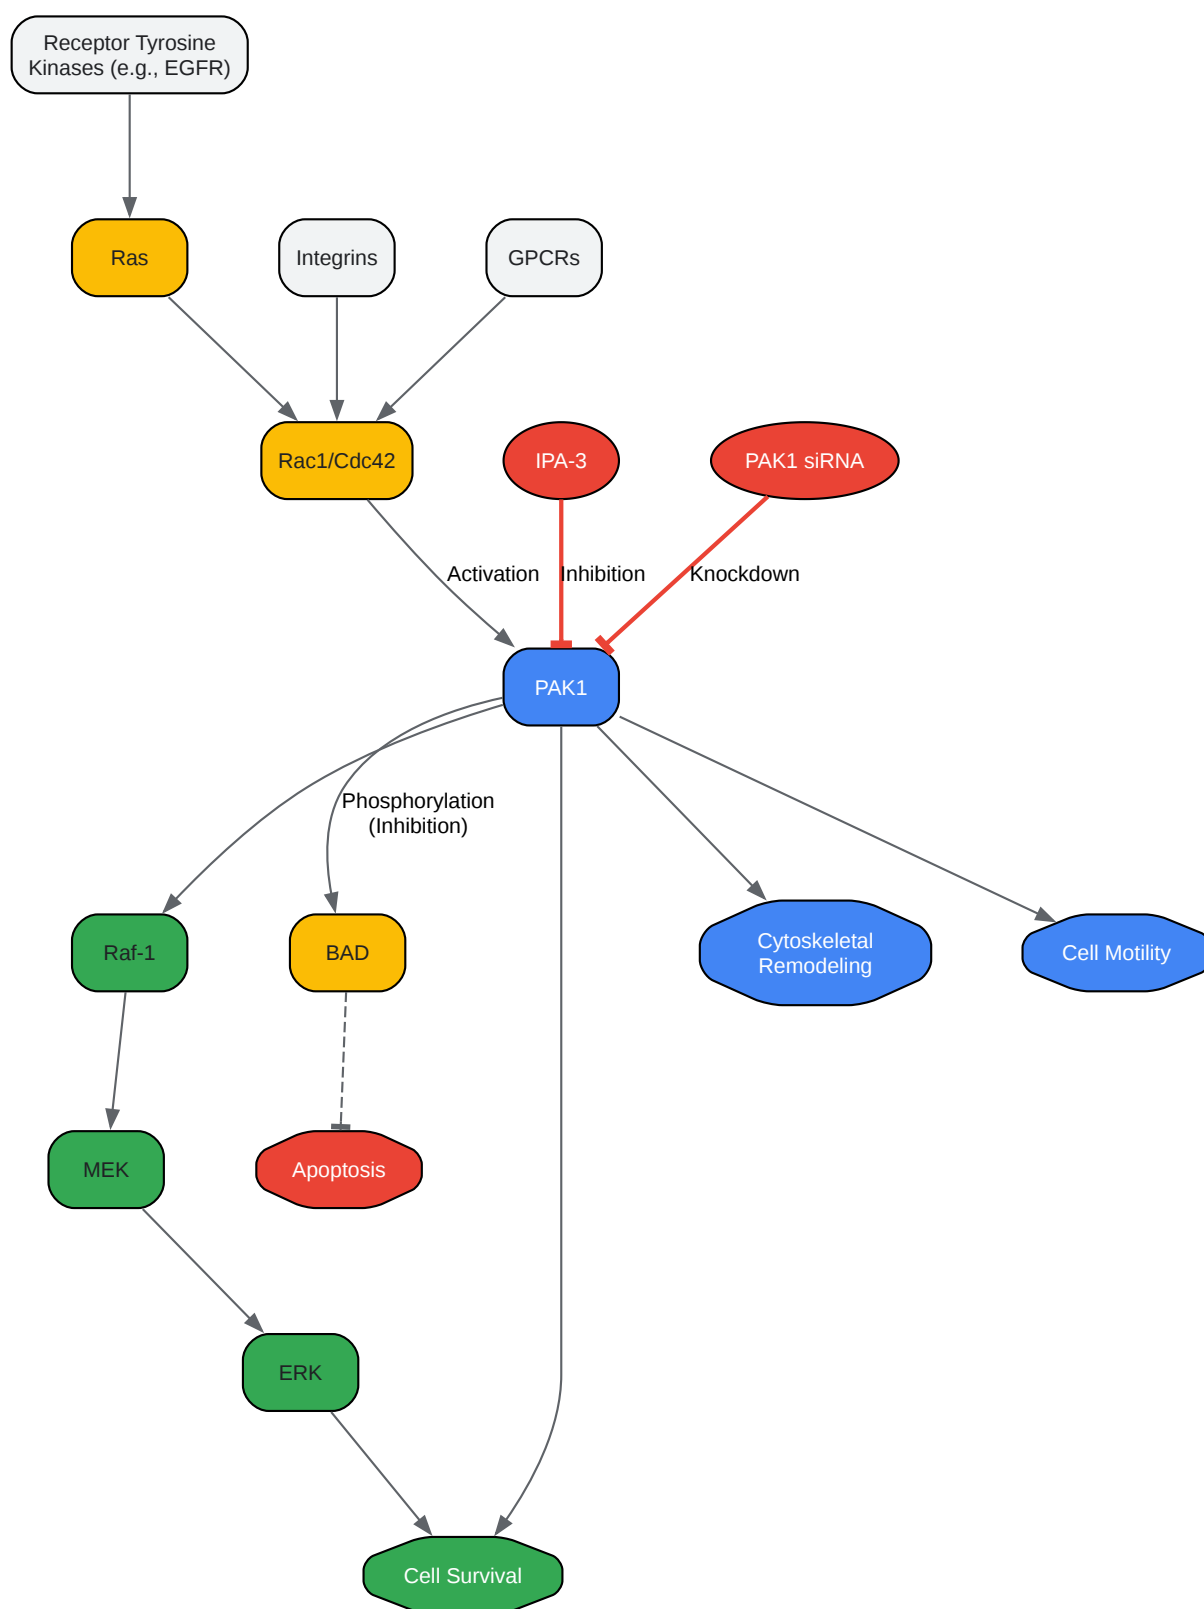 Receptor Tyrosine
Kinases (e.g., EGFR)
Ras
Integrins
GPCRs
Rac1/Cdc42
IPA-3
PAK1 siRNA
Activation
Inhibition
Knockdown
PAK1
Phosphorylation
(Inhibition)
Raf-1
BAD
Cytoskeletal
Remodeling
Cell Motility
MEK
Apoptosis
ERK
Cell Survival